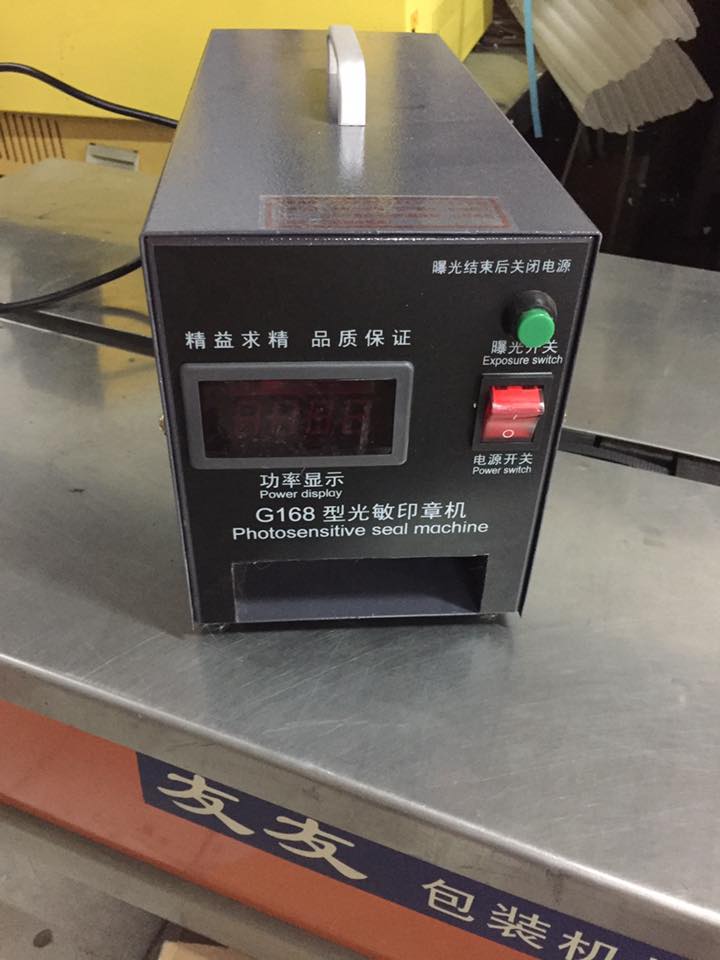 曝光结束后关闭电源
精益求精 品质保证
曝光开关
Exposure switch
电源开关
Power switch
功率显示
Power display
G168 型光敏印章机
Photosensitive seal machine
友友
包装机